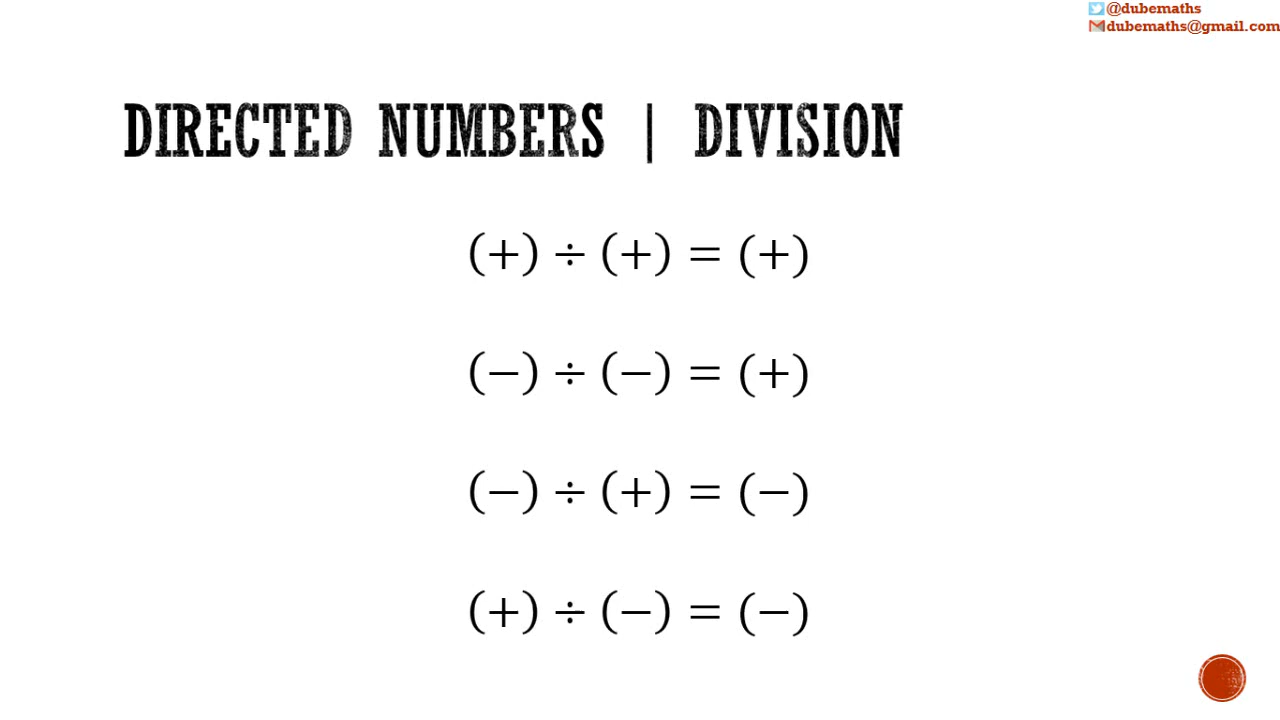 @dubemaths
dubemaths@gmail.com
DIRECTED NUMBERS | DIVISION
(+) ÷ (+) = (+)
(−) ÷ (−) = (+)
(−) ÷ (+) = (−)
(+) ÷ (−) = (−)